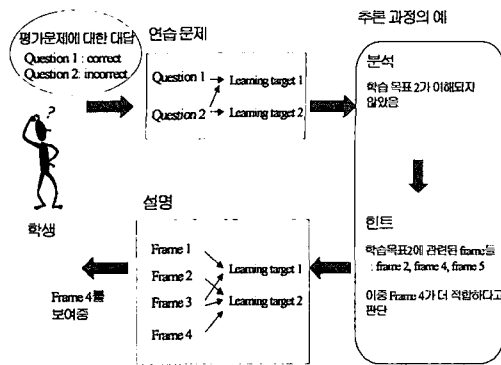 추론 과정의 예
평가문제에 대한 대답
Question 1 : correct
Question 2: incorrect
연습 문제
Question 1
Learning target 1
Question 2
Learning target 2
분석
학습 목표 2가 이해되지
않았음
?
학생
설명
Frame 1
Frame 2
Frame 3
Frame 4
Learning target 1
Learning target 2
Frame 4를
보여줌
힌트
학습목표2에 관련된 frame들
: frame 2, frame 4, frame 5
이중 Frame 4가 더 적합하다고
판단